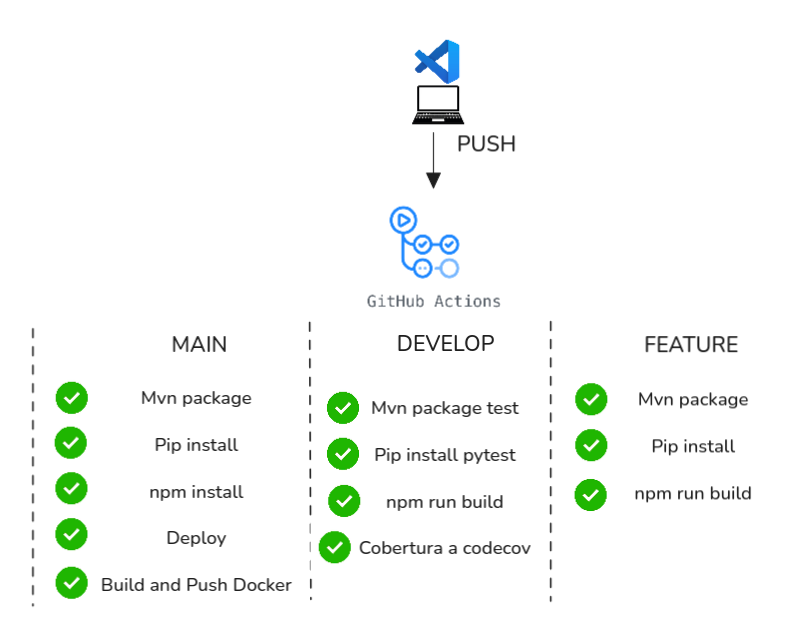 PUSH
GitHub Actions
MAIN
Mvn package
Pip install
npm install
Deploy
Build and Push Docker
DEVELOP
Mvn package test
Pip install pytest
npm run build
Cobertura a codecov
FEATURE
Mvn package
Pip install
npm run build